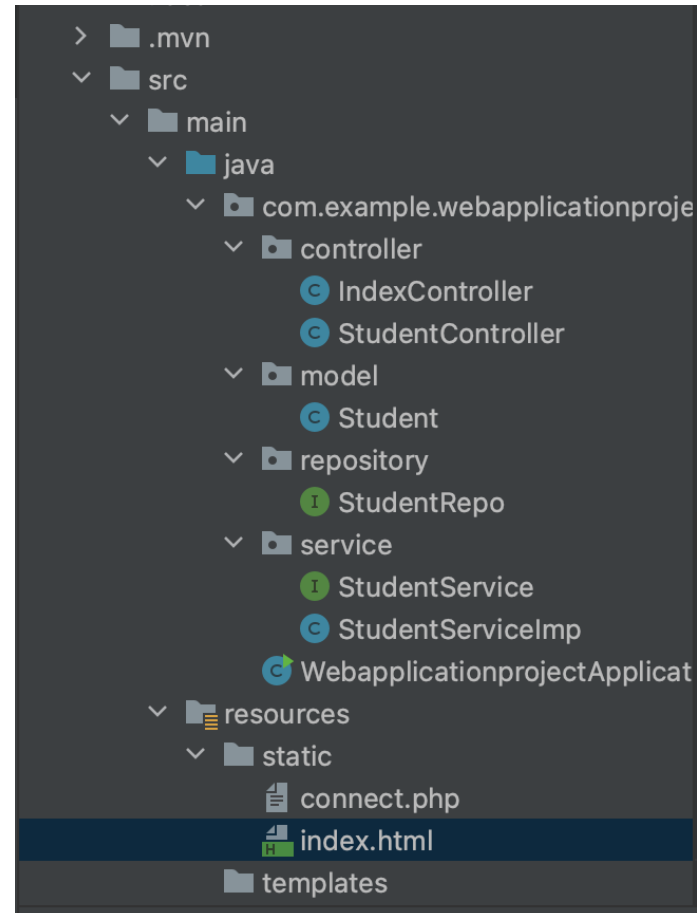 .mvn
src
main
java
com.example.webapplicationproje
controller
C IndexController
C StudentController
model
C Student
repository
I StudentRepo
service
I StudentService
C StudentServiceImp
C WebapplicationprojectApplicat
resources
static
connect.php
H index.html
templates